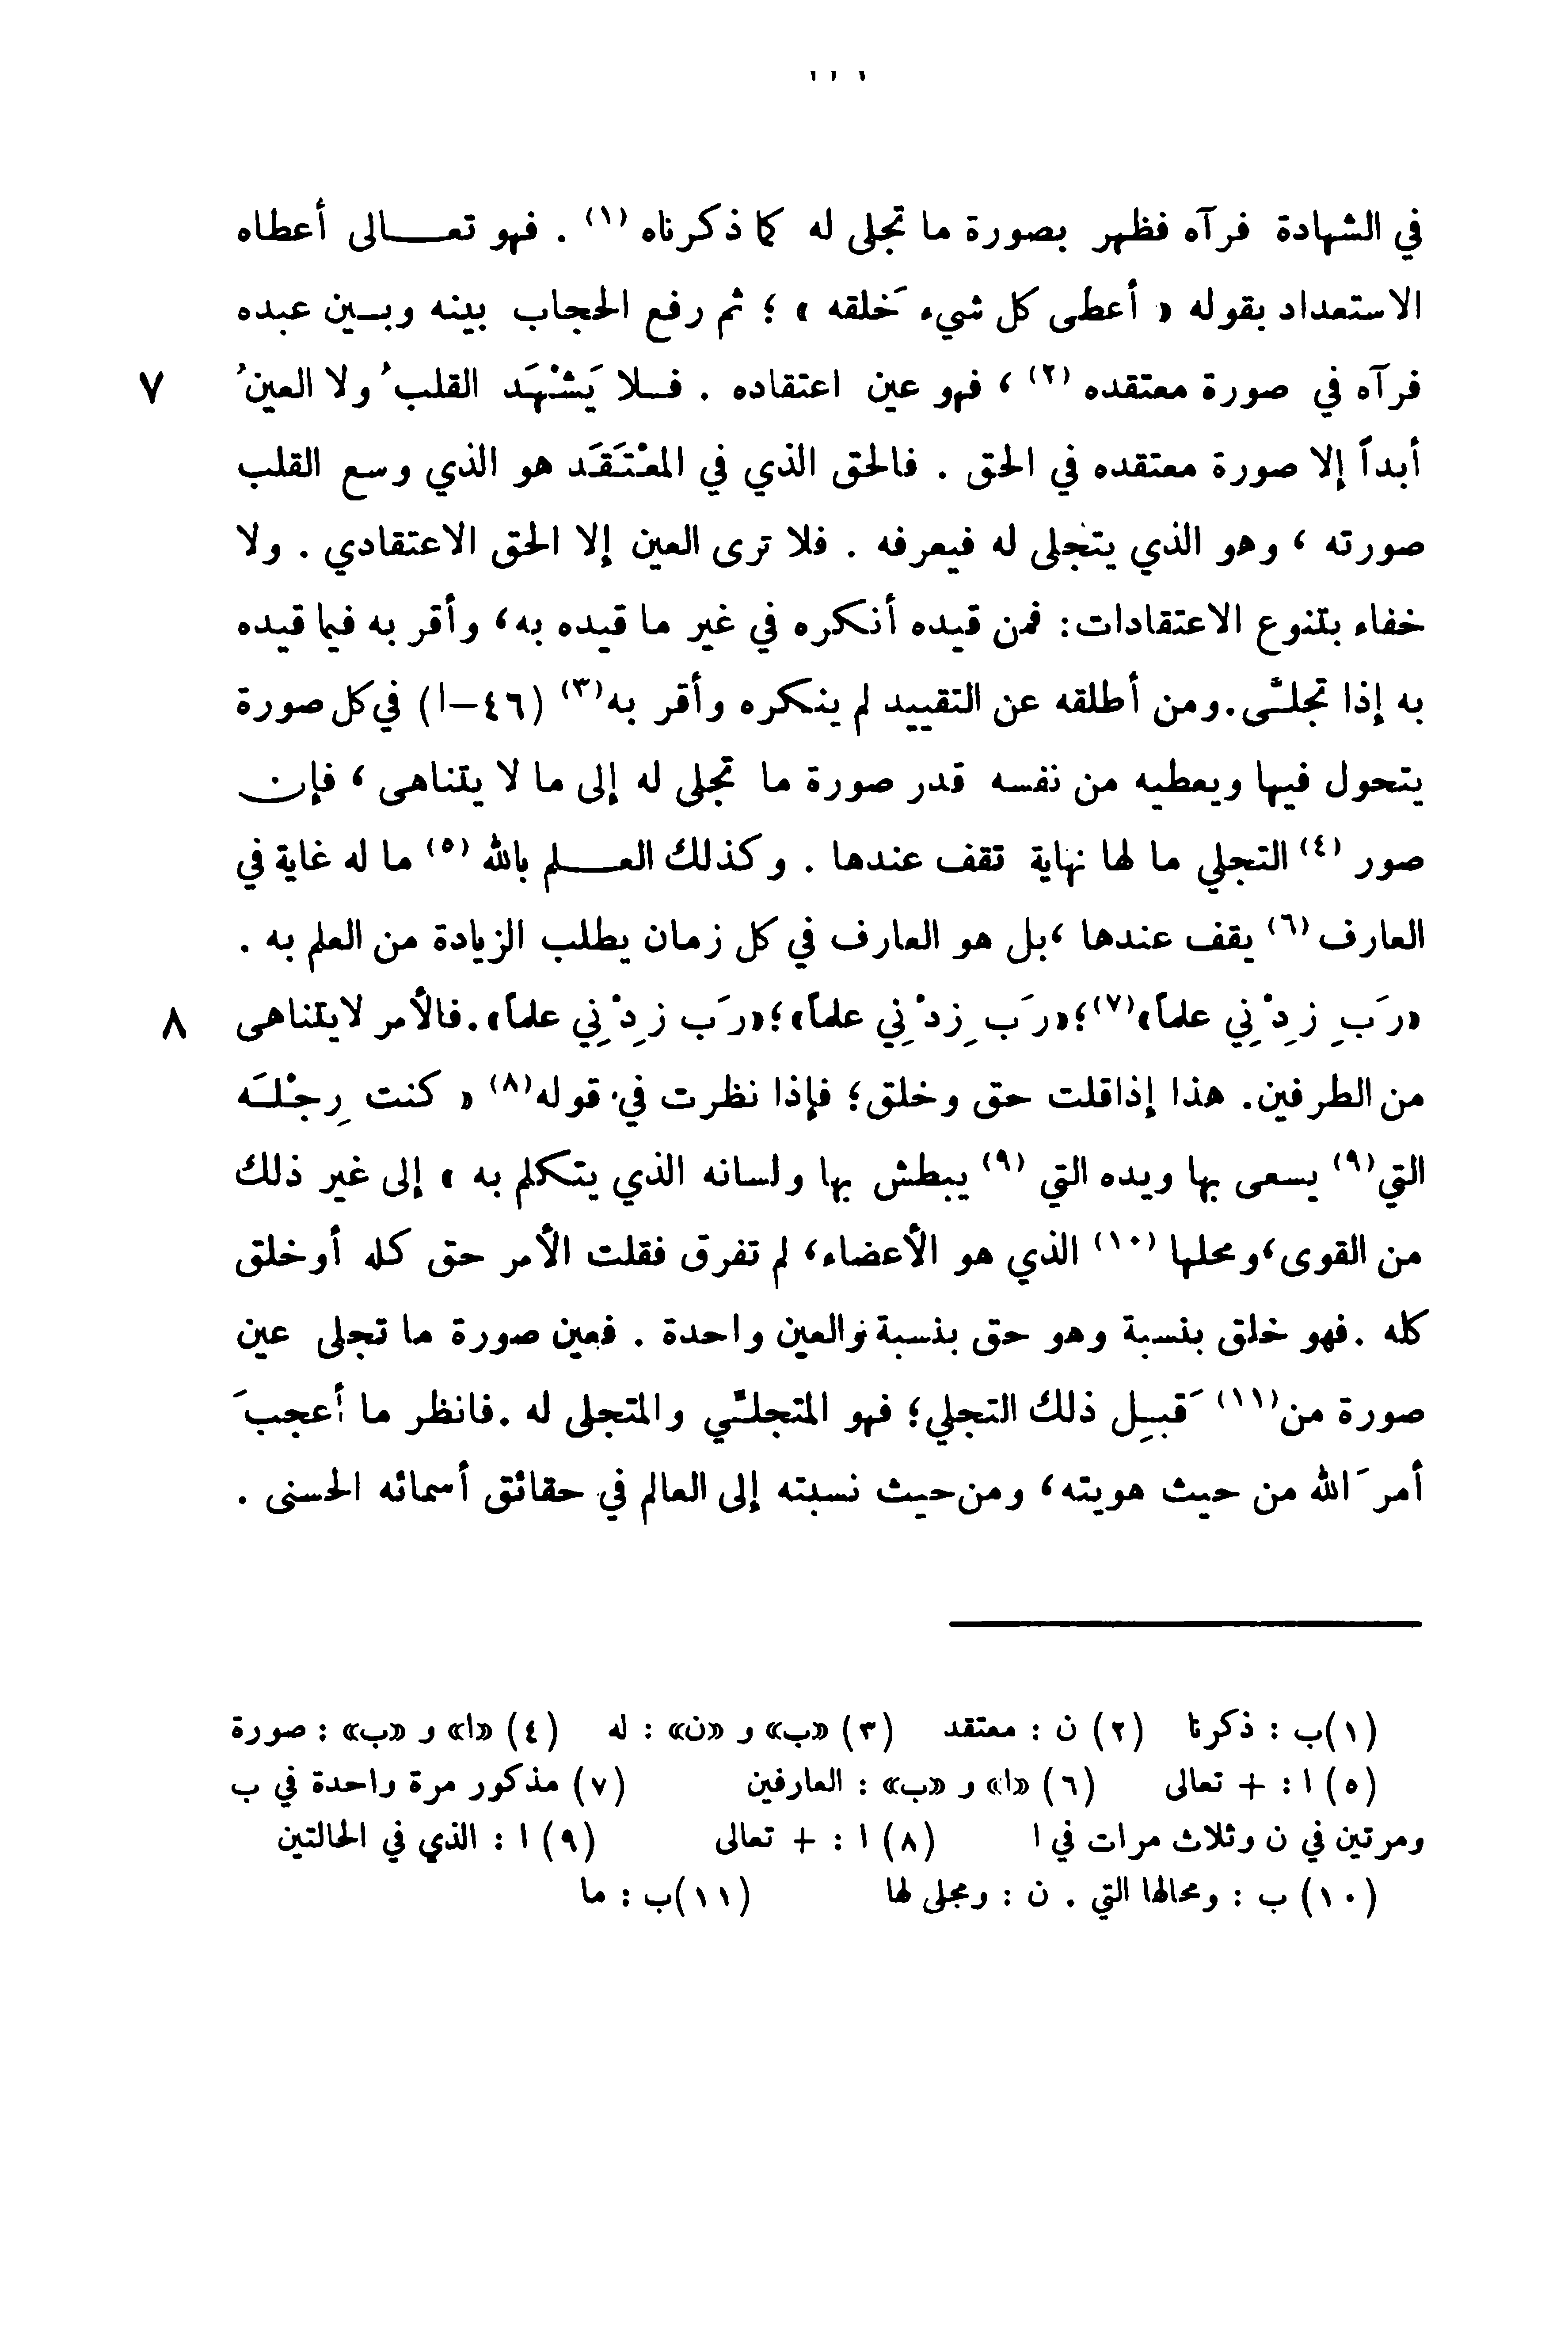 في الشهادة فرآه فظهر بصورة ما تجلى له كما ذكرناه (١) . فهو تعالى أعطاه
الاستعداد بقوله « أعطى كل شيء خَلقه » ؛ ثم رفع الحجاب بينه وبين عبده
فرآه في صورة معتقده (٢) ، فهو عين اعتقاده . فلا يَشْهَد القلبُ ولا العينُ ٧
أبداً إلا صورة معتقده في الحق . فالحق الذي في المعْتَقَد هو الذي وسع القلب
صورته ، وهو الذي يتجلى له فيعرفه . فلا ترى العين إلا الحق الاعتقادي . ولا
خفاء بتنوع الاعتقادات: فمن قيده أنكره في غير ما قيده به، وأقر به فيما قيده
به إذا تجلَّى. ومن أطلقه عن التقييد لم ينكره وأقر به (٣) (٤٦–ا) في كل صورة
يتحول فيها ويعطيه من نفسه قدر صورة ما تجلى له إلى ما لا يتناهى ، فإن
صور (٤) التجلي ما لها نهاية تقف عندها . وكذلك العلم بالله (٥) ما له غاية في
العارف (٦) يقف عندها ،بل هو العارف في كل زمان يطلب الزيادة من العلم به .
«رَبِ زِدْنِي علماً» (٧)؛ «رَبِ زدْنِي علماً»؛ «رَب زِدْنِي علماً». فالأمر لا يتناهى ٨
من الطرفين. هذا إذا قلت حق وخلق؛ فإذا نظرت في قوله (٨) « كنت رِجْلَه
التي (٩) يسعى بها ويده التي (٩) يبطش بها ولسانه الذي يتكلم به » إلى غير ذلك
من القوى، ومحلها (١٠) الذي هو الأعضاء، لم تفرق فقلت الأمر حق كله أو خلق
كله . فهو خلق بنسبة وهو حق بنسبة والعين واحدة . فعين صورة ما تجلى عين
صورة من (١١) قَبِل ذلك التجلي؛ فهو المتجلِّي والمتجلى له . فانظر ما أعجبَ
أمرَ الله من حيث هويته، ومن حيث نسبته إلى العالم في حقائق أسمائه الحسنى .
(١) ب : ذكرنا (٢) ن : معتقد (٣) «ب» و «ن» : له (٤) «ا» و «ب» : صورة
(٥) ا : + تعالى (٦) «ا» و «ب» : العارفين (٧) مذكور مرة واحدة في ب
ومرتين في ن وثلاث مرات في ا (٨) ا : + تعالى (٩) ا : الذي في الحالتين
(١٠) ب : ومحالها التي . ن : ومجلى لها (١١) ب : ما